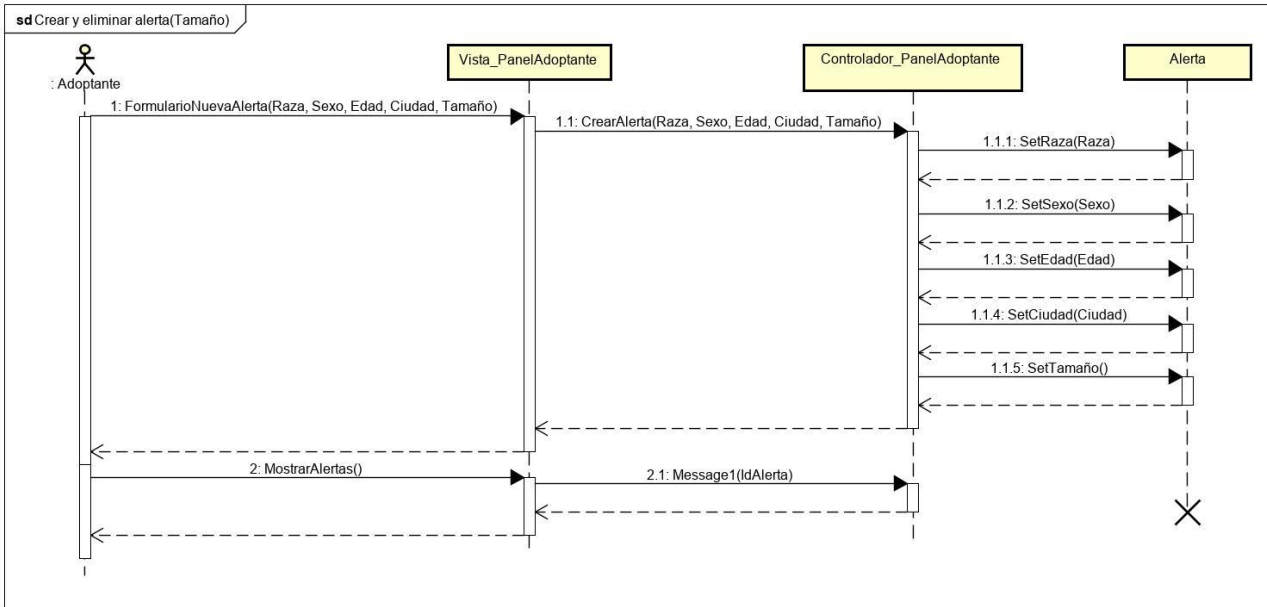 sd Crear y eliminar alerta(Tamaño)
: Adoptante
Vista_PanelAdoptante
Controlador_PanelAdoptante
Alerta
1: FormularioNuevaAlerta(Raza, Sexo, Edad, Ciudad, Tamaño)
1.1: CrearAlerta(Raza, Sexo, Edad, Ciudad, Tamaño)
1.1.1: SetRaza(Raza)
1.1.2: SetSexo(Sexo)
1.1.3: SetEdad(Edad)
1.1.4: SetCiudad(Ciudad)
1.1.5: SetTamaño()
2: MostrarAlertas()
2.1: Message1(IdAlerta)